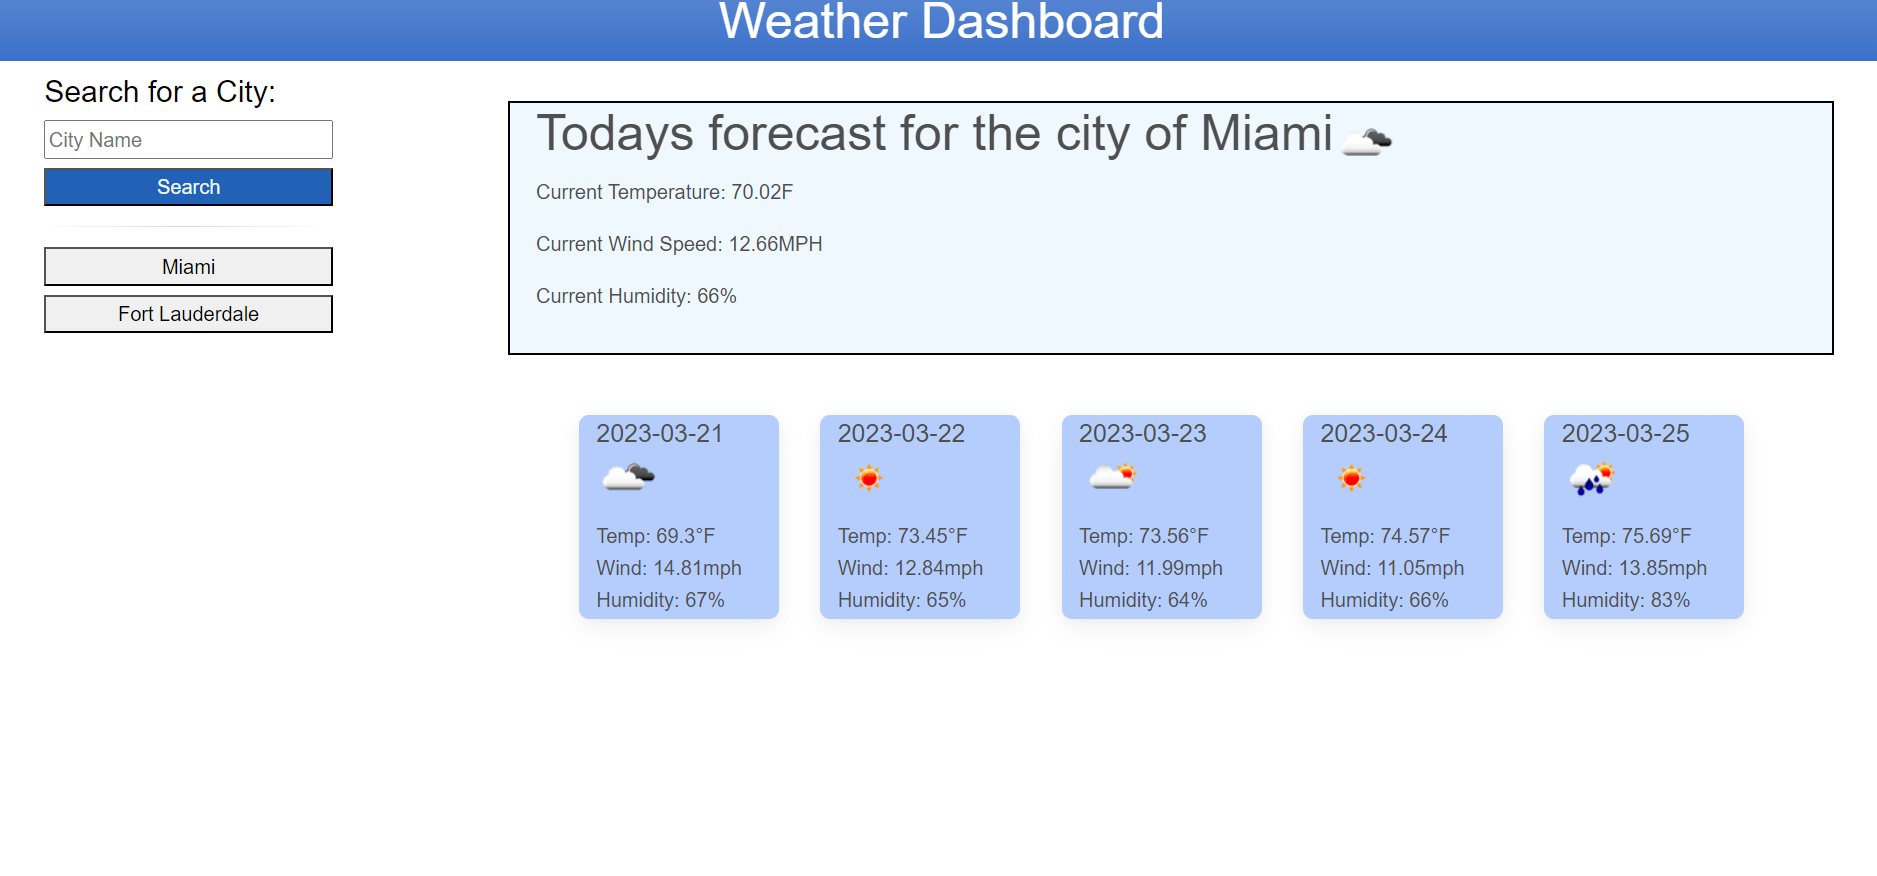 Weather Dashboard
Search for a City:
City Name
Search
Miami
Fort Lauderdale
Todays forecast for the city of Miami
Current Temperature: 70.02F
Current Wind Speed: 12.66MPH
Current Humidity: 66%
2023-03-21
Temp: 69.3°F
Wind: 14.81mph
Humidity: 67%
2023-03-22
Temp: 73.45°F
Wind: 12.84mph
Humidity: 65%
2023-03-23
Temp: 73.56°F
Wind: 11.99mph
Humidity: 64%
2023-03-24
Temp: 74.57°F
Wind: 11.05mph
Humidity: 66%
2023-03-25
Temp: 75.69°F
Wind: 13.85mph
Humidity: 83%